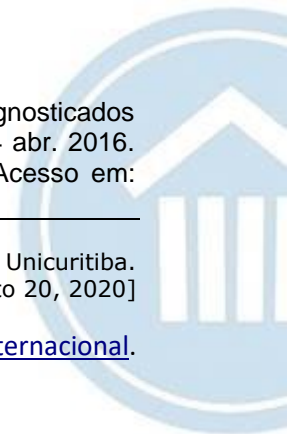 gnosticados
abr. 2016.
Acesso em:
Unicuritiba.
to 20, 2020]
ternacional.